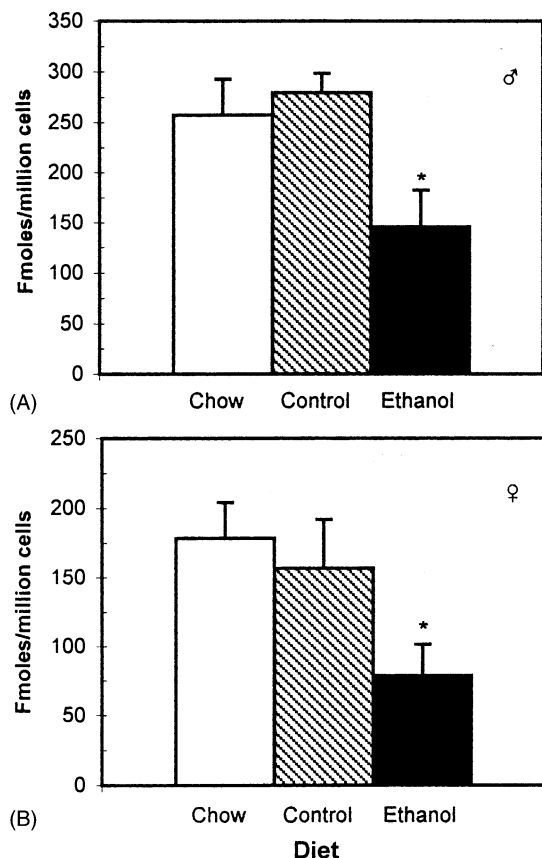 350
300
250
200
150
100
50
0
Fmoles/million cells
♂
*
(A)
Chow Control Ethanol
250
200
150
100
50
0
Fmoles/million cells
♀
*
(B)
Chow Control Ethanol
Diet